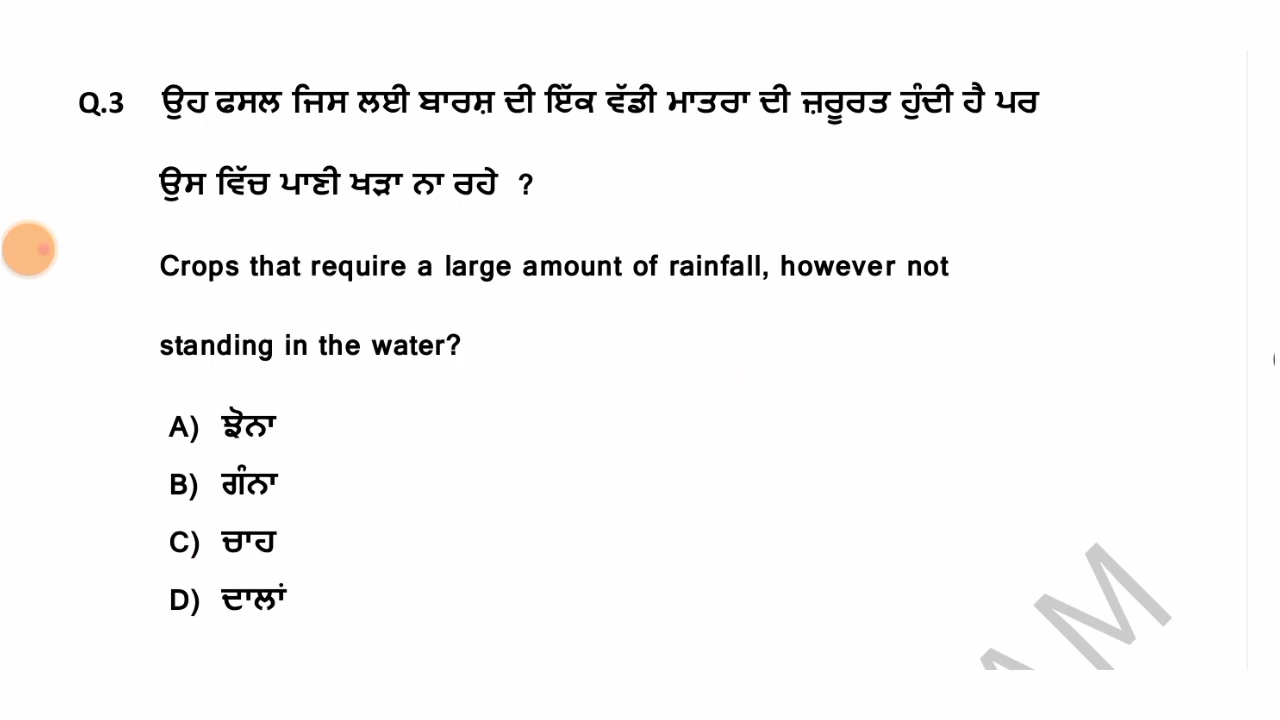 Q.3 ਉਹ ਫਸਲ ਜਿਸ ਲਈ ਬਾਰਸ਼ ਦੀ ਇੱਕ ਵੱਡੀ ਮਾਤਰਾ ਦੀ ਜ਼ਰੂਰਤ ਹੁੰਦੀ ਹੈ ਪਰ
ਉਸ ਵਿੱਚ ਪਾਣੀ ਖੜਾ ਨਾ ਰਹੇ ?
Crops that require a large amount of rainfall, however not
standing in the water?
A) ਝੋਨਾ
B) ਗੰਨਾ
C) ਚਾਹ
D) ਦਾਲਾਂ